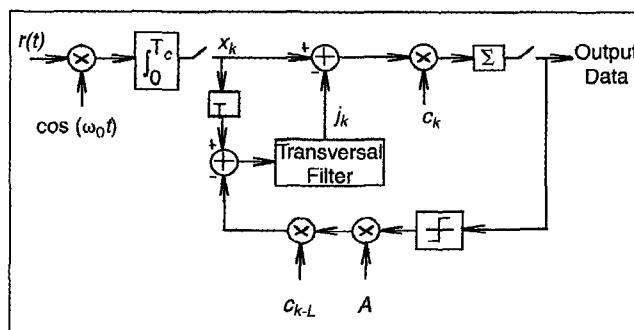 r(t)
cos (ω₀t)
∫₀ᵀᶜ
xₖ
T
+
-
+
-
jₖ
Transversal
Filter
cₖ
Σ
Output
Data
cₖ₋L
A